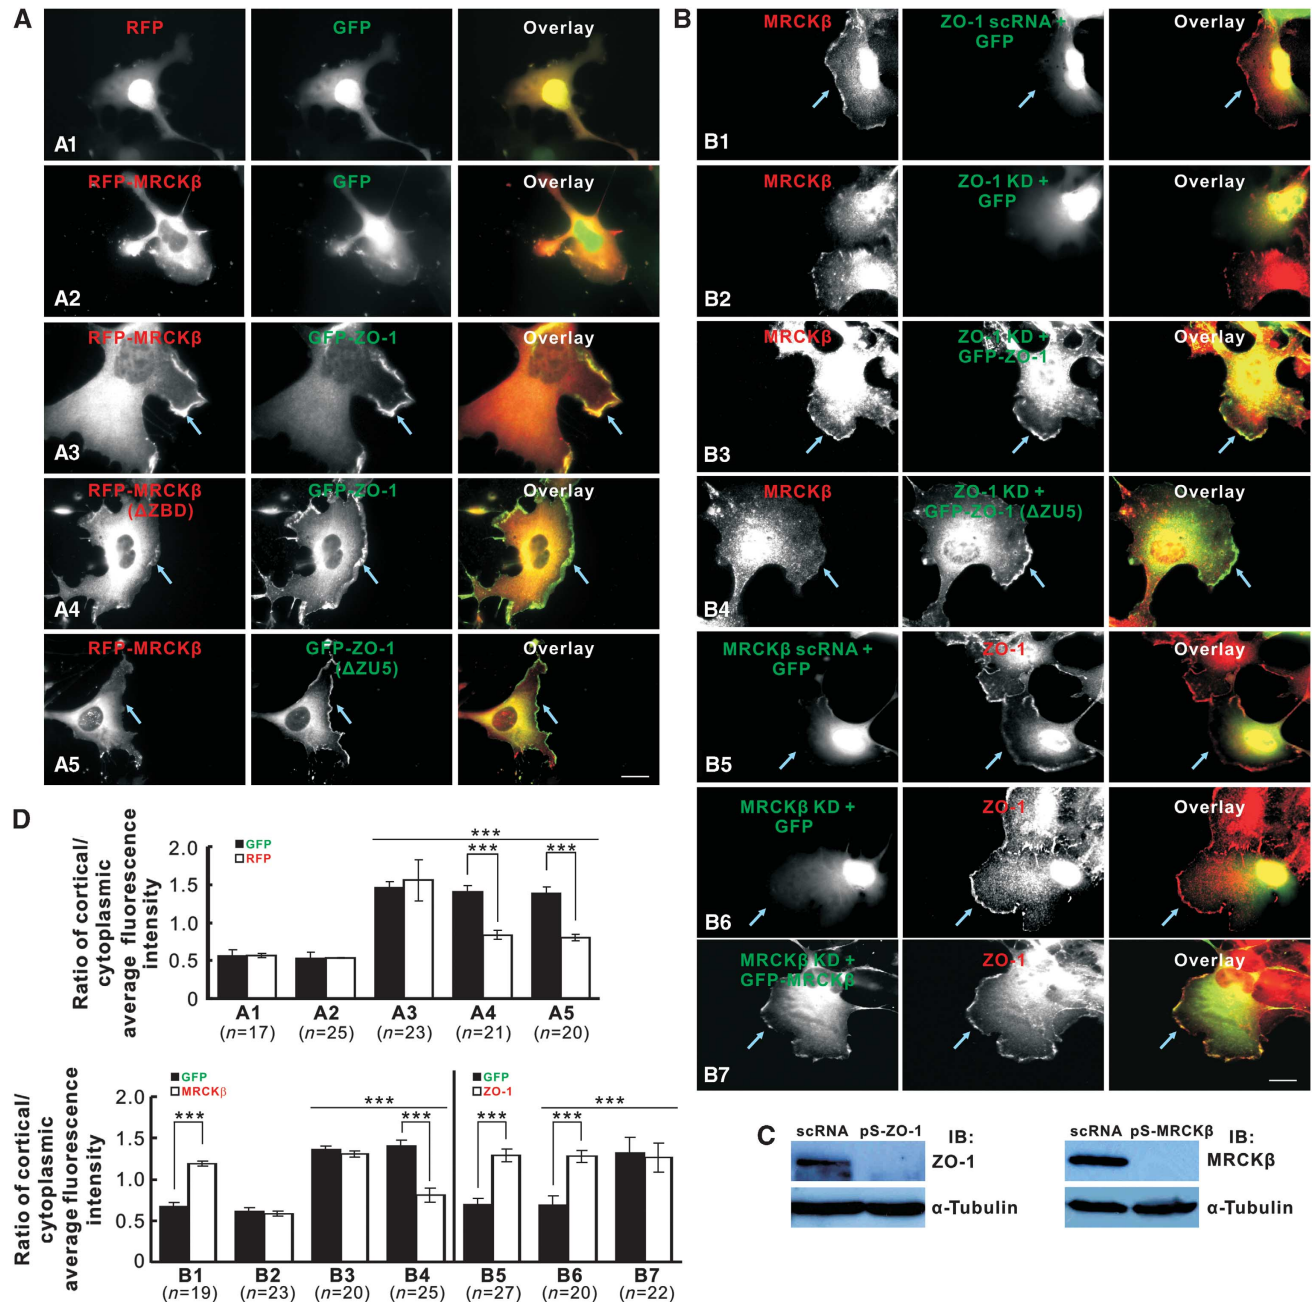 A
RFP
GFP
Overlay
A1
RFP-MRCKβ
GFP
Overlay
A2
RFP-MRCKβ
GFP-ZO-1
Overlay
A3
RFP-MRCKβ
(ΔZBD)
GFP-ZO-1
Overlay
A4
RFP-MRCKβ
GFP-ZO-1
(ΔZU5)
Overlay
A5
B
MRCKβ
ZO-1 scRNA +
GFP
Overlay
B1
MRCKβ
ZO-1 KD +
GFP
Overlay
B2
MRCKβ
ZO-1 KD +
GFP-ZO-1
Overlay
B3
MRCKβ
ZO-1 KD +
GFP-ZO-1 (ΔZU5)
Overlay
B4
MRCKβ scRNA +
GFP
ZO-1
Overlay
B5
MRCKβ KD +
GFP
ZO-1
Overlay
B6
MRCKβ KD +
GFP-MRCKβ
ZO-1
Overlay
B7
C
scRNA pS-ZO-1 IB:
ZO-1
α-Tubulin
scRNA pS-MRCKβ IB:
MRCKβ
α-Tubulin
D
Ratio of cortical/
cytoplasmic
average fluorescence
intensity
2.0
1.5
1.0
0.5
0
GFP
RFP
***
*** ***
A1 A2 A3 A4 A5
(n=17) (n=25) (n=23) (n=21) (n=20)
Ratio of cortical/
cytoplasmic
average fluorescence
intensity
2.0
1.5
1.0
0.5
0
GFP
MRCKβ
GFP
ZO-1
*** ***
*** *** *** ***
B1 B2 B3 B4 B5 B6 B7
(n=19) (n=23) (n=20) (n=25) (n=27) (n=20) (n=22)